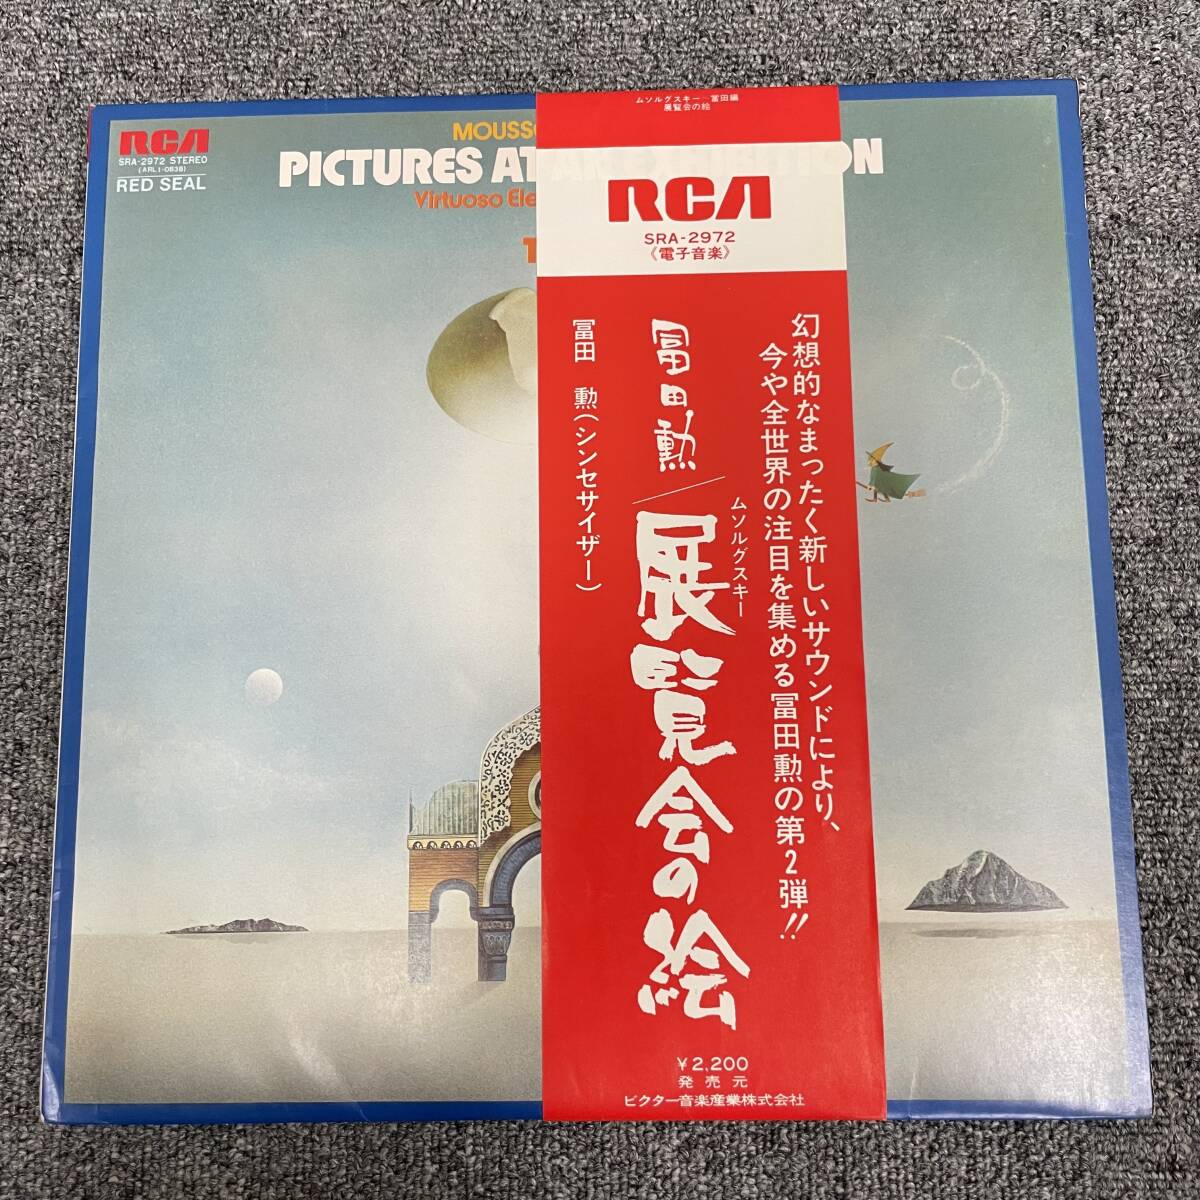 RCA
SRA-2972 STEREO
(ARL1-0838)
RED SEAL
MOUSSO
PICTURES AT AN EXHIBITION
Virtuoso Ele
T
ムソルグスキー=冨田編
展覧会の絵
RCA
SRA-2972
《電子音楽》
幻想的なまったく新しいサウンドにより、
今や全世界の注目を集める冨田勲の第2弾!!
冨田勲/展覧会の絵
ムソルグスキー
冨田 勲(シンセサイザー)
¥2,200
発売元
ビクター音楽産業株式会社